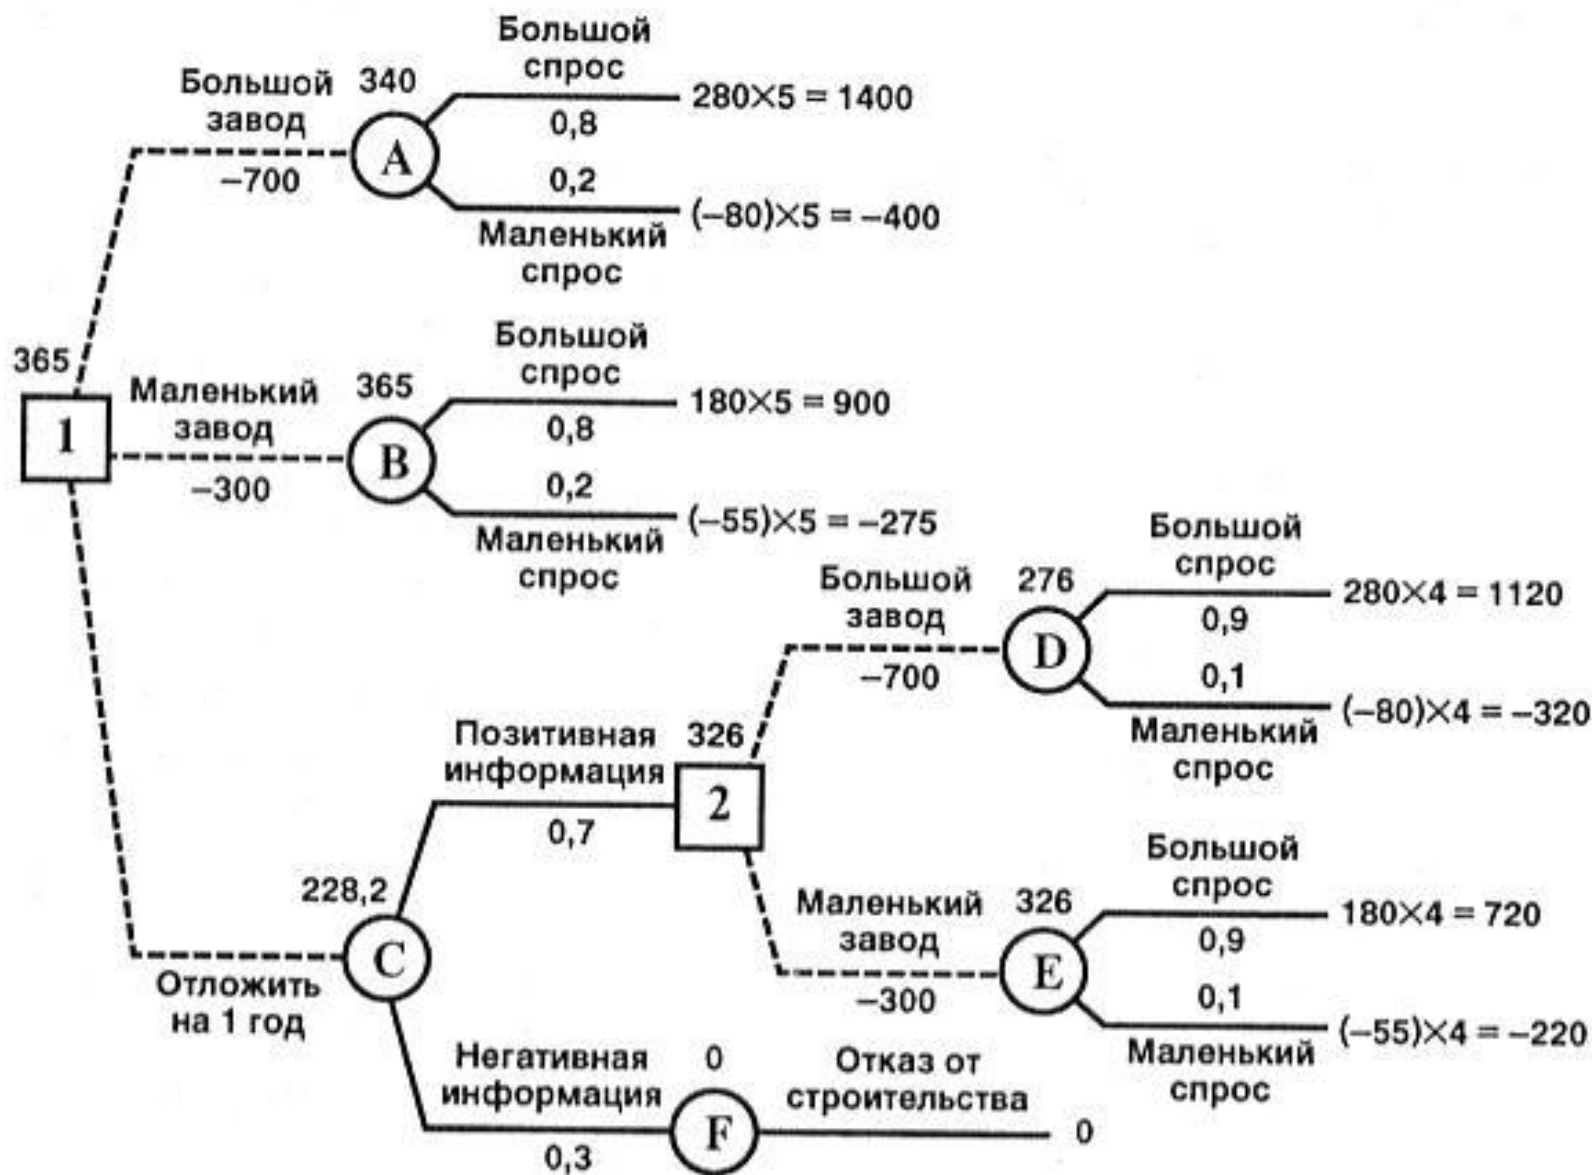 Большой
спрос
Большой
завод
340
280×5 = 1400
0,8
A
–700
0,2
(–80)×5 = –400
Маленький
спрос
365
1
Большой
спрос
Маленький
завод
365
180×5 = 900
0,8
B
–300
0,2
(–55)×5 = –275
Маленький
спрос
Большой
спрос
Большой
завод
276
280×4 = 1120
0,9
D
–700
0,1
(–80)×4 = –320
Маленький
спрос
Позитивная
информация
326
2
0,7
228,2
C
Отложить
на 1 год
Большой
спрос
Маленький
завод
326
180×4 = 720
0,9
E
–300
0,1
(–55)×4 = –220
Маленький
спрос
Негативная
информация
0
Отказ от
строительства
F
0
0,3